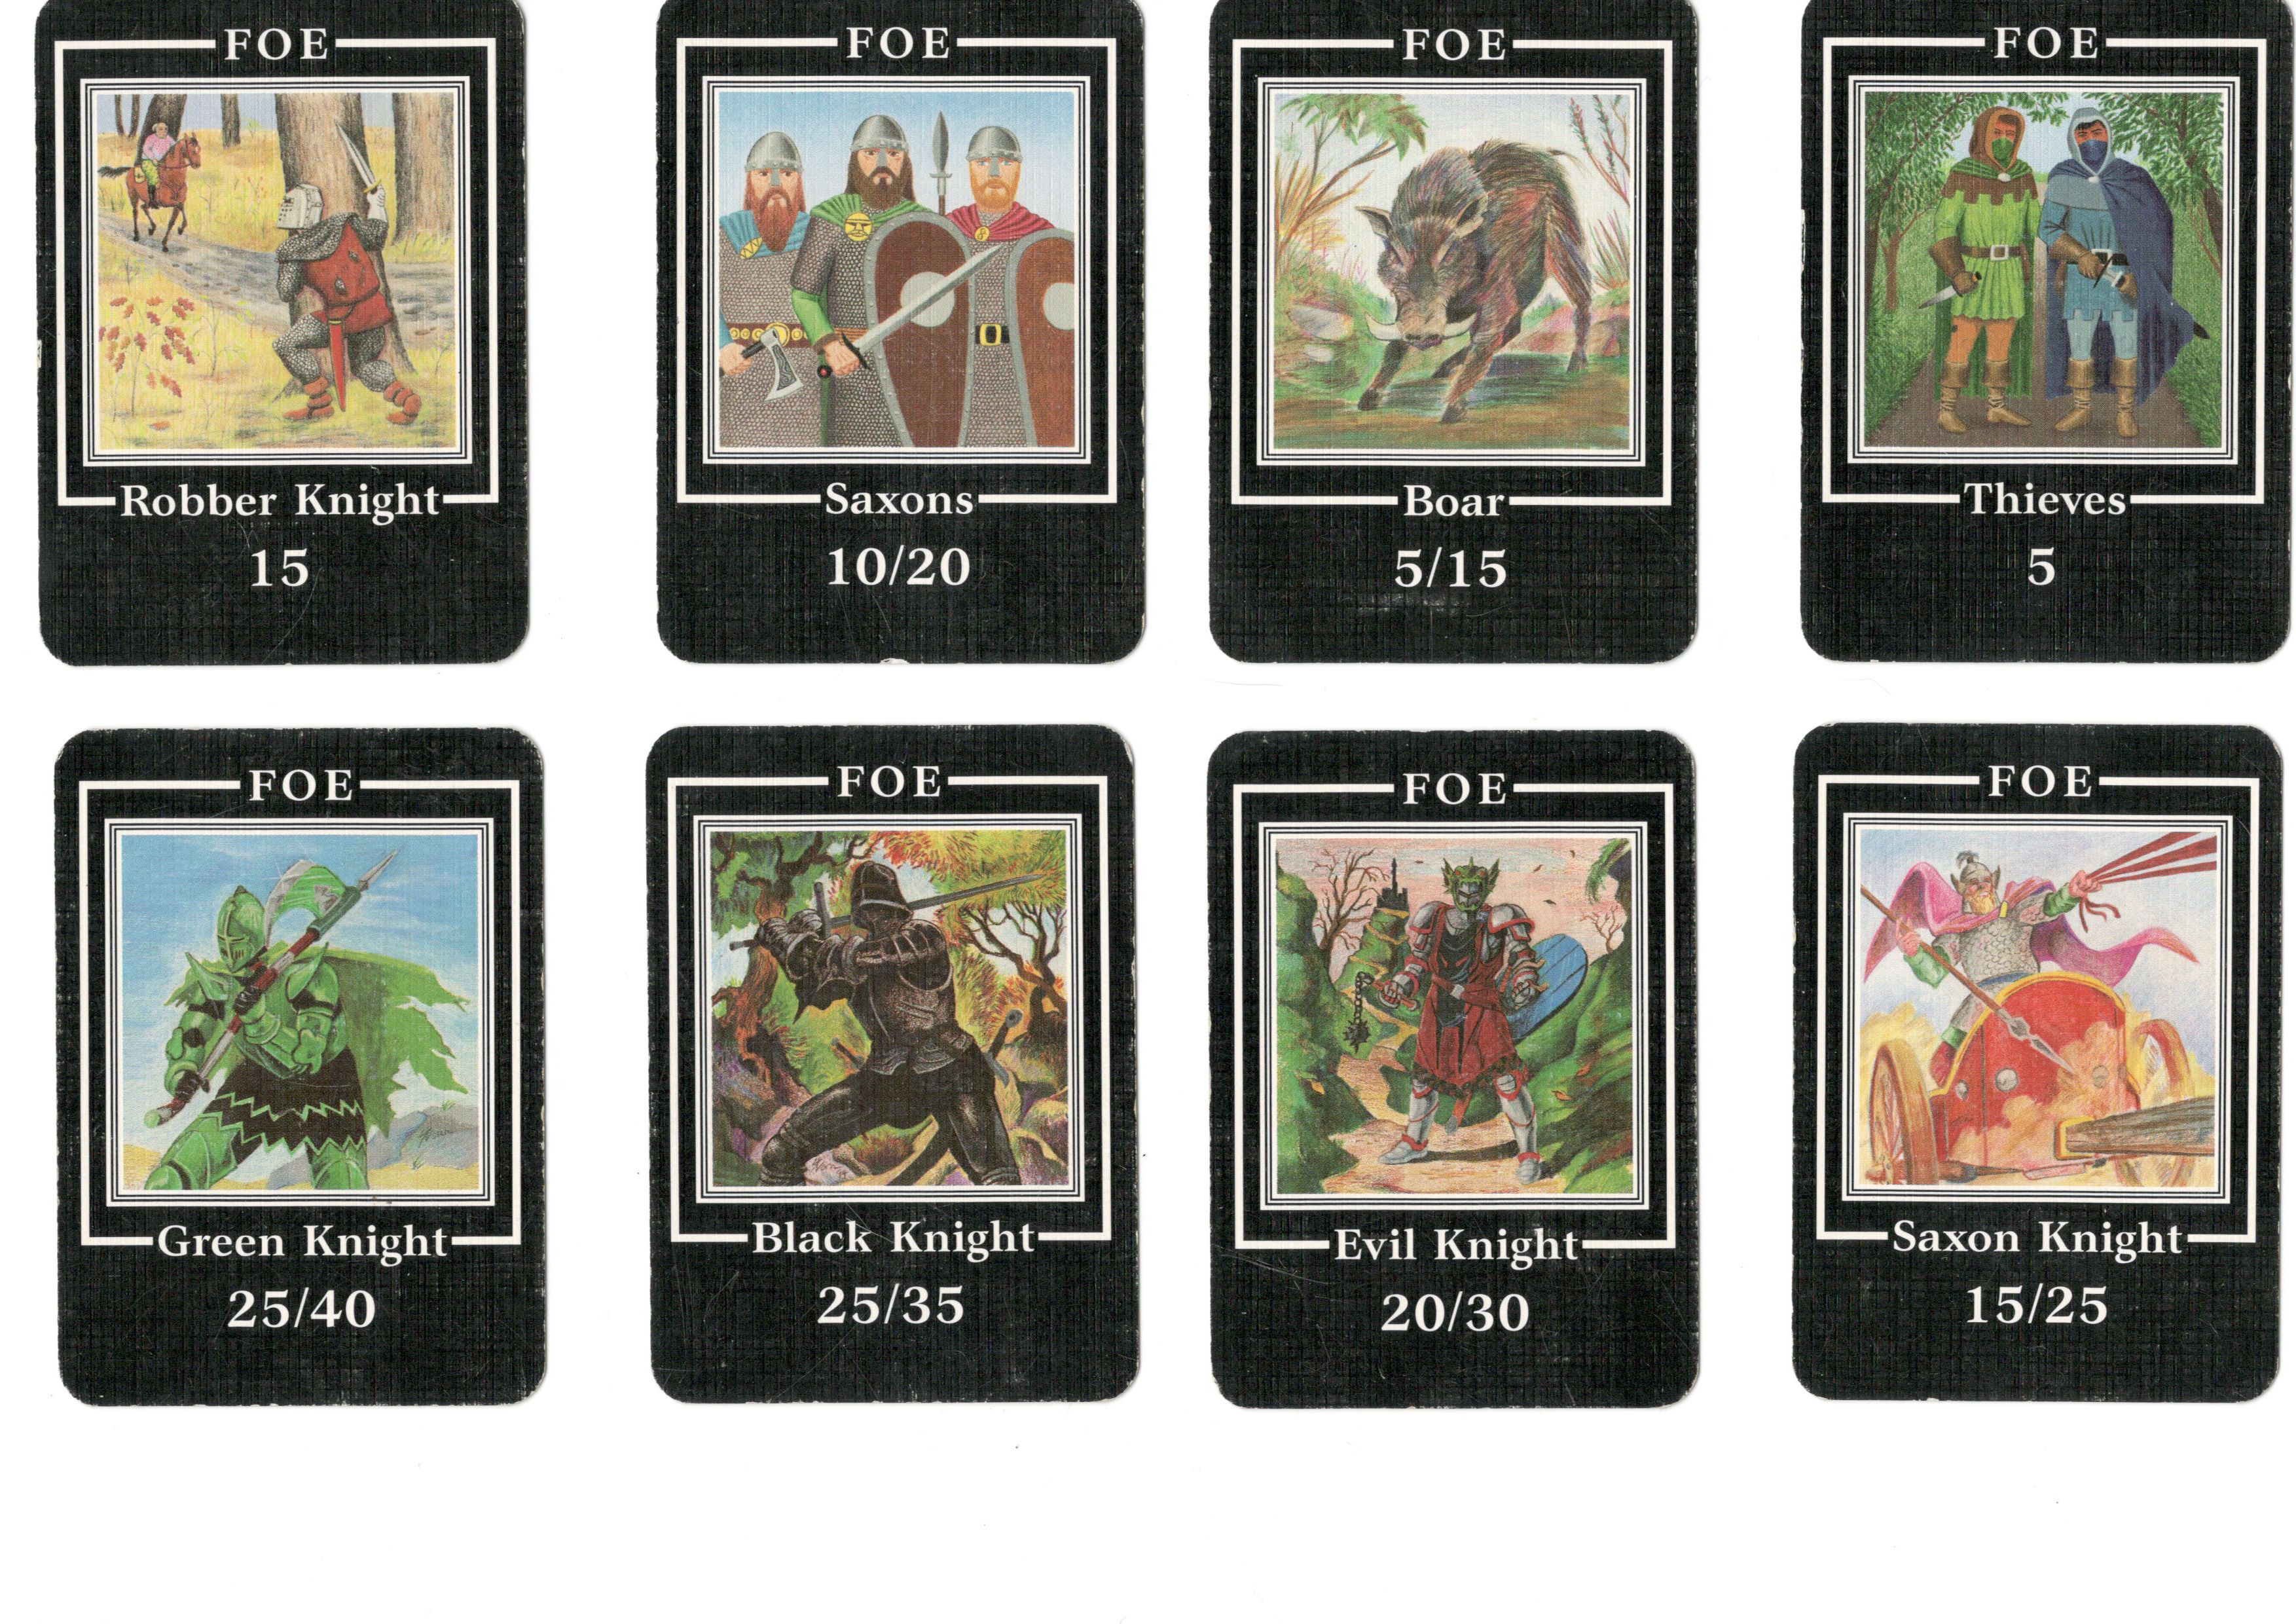 FOE
Robber Knight
15
FOE
Saxons
10/20
FOE
Boar
5/15
FOE
Thieves
5
FOE
Green Knight
25/40
FOE
Black Knight
25/35
FOE
Evil Knight
20/30
FOE
Saxon Knight
15/25